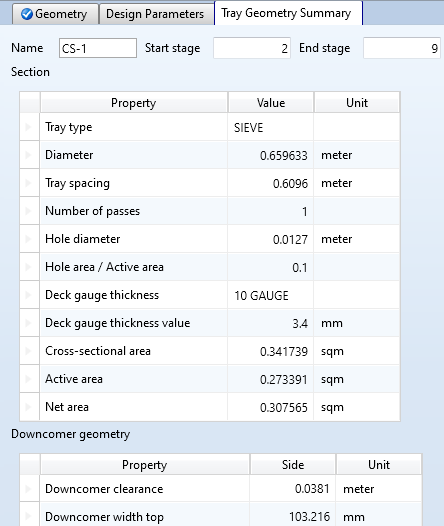 Geometry Design Parameters Tray Geometry Summary
Name CS-1 Start stage 2 End stage 9
Section
Property Value Unit
Tray type SIEVE
Diameter 0.659633 meter
Tray spacing 0.6096 meter
Number of passes 1
Hole diameter 0.0127 meter
Hole area / Active area 0.1
Deck gauge thickness 10 GAUGE
Deck gauge thickness value 3.4 mm
Cross-sectional area 0.341739 sqm
Active area 0.273391 sqm
Net area 0.307565 sqm
Downcomer geometry
Property Side Unit
Downcomer clearance 0.0381 meter
Downcomer width top 103.216 mm